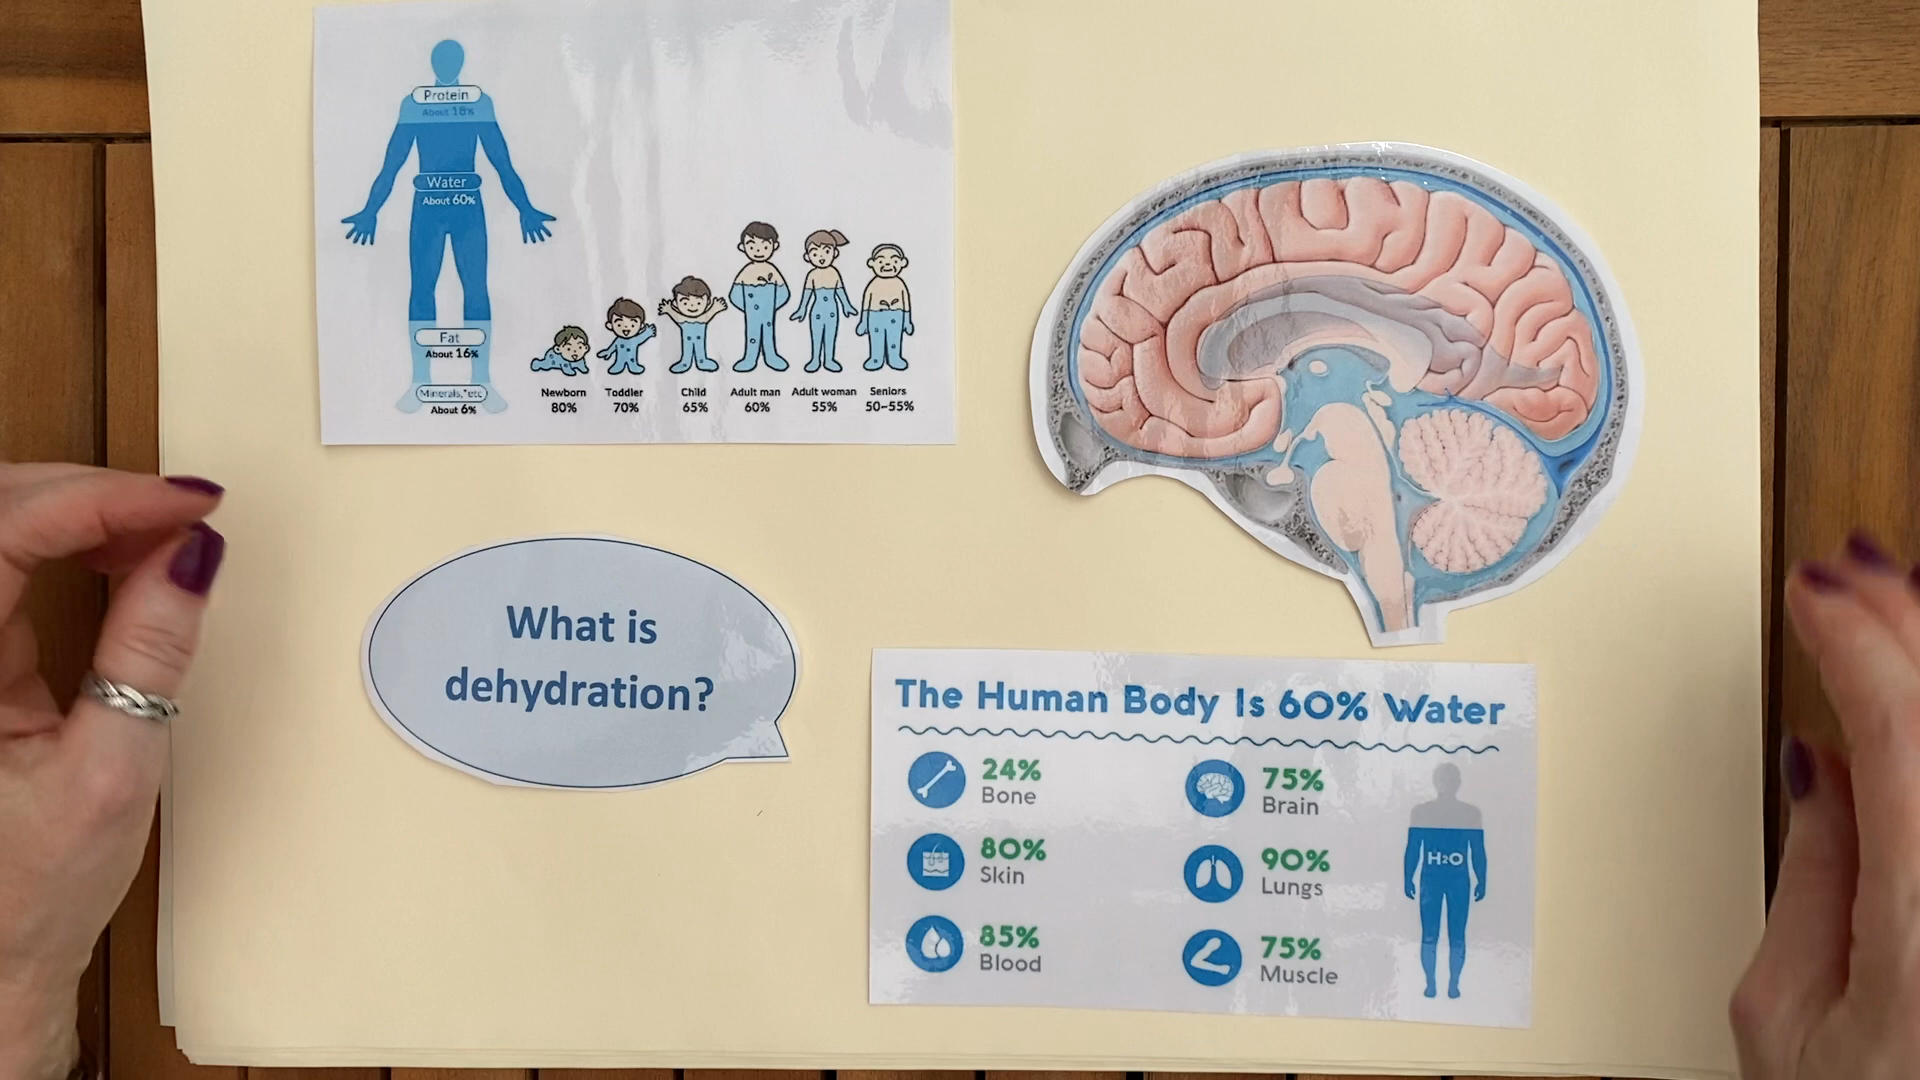 Protein
About 18%
Water
About 60%
Fat
About 16%
Minerals,*etc
About 6%
Newborn
80%
Toddler
70%
Child
65%
Adult man
60%
Adult woman
55%
Seniors
50~55%
What is
dehydration?
The Human Body Is 60% Water
24%
Bone
80%
Skin
85%
Blood
75%
Brain
90%
Lungs
75%
Muscle
H₂O